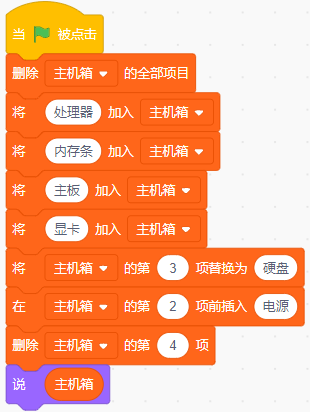 当 被点击
删除 主机箱 的全部项目
将 处理器 加入 主机箱
将 内存条 加入 主机箱
将 主板 加入 主机箱
将 显卡 加入 主机箱
将 主机箱 的第 3 项替换为 硬盘
在 主机箱 的第 2 项前插入 电源
删除 主机箱 的第 4 项
说 主机箱